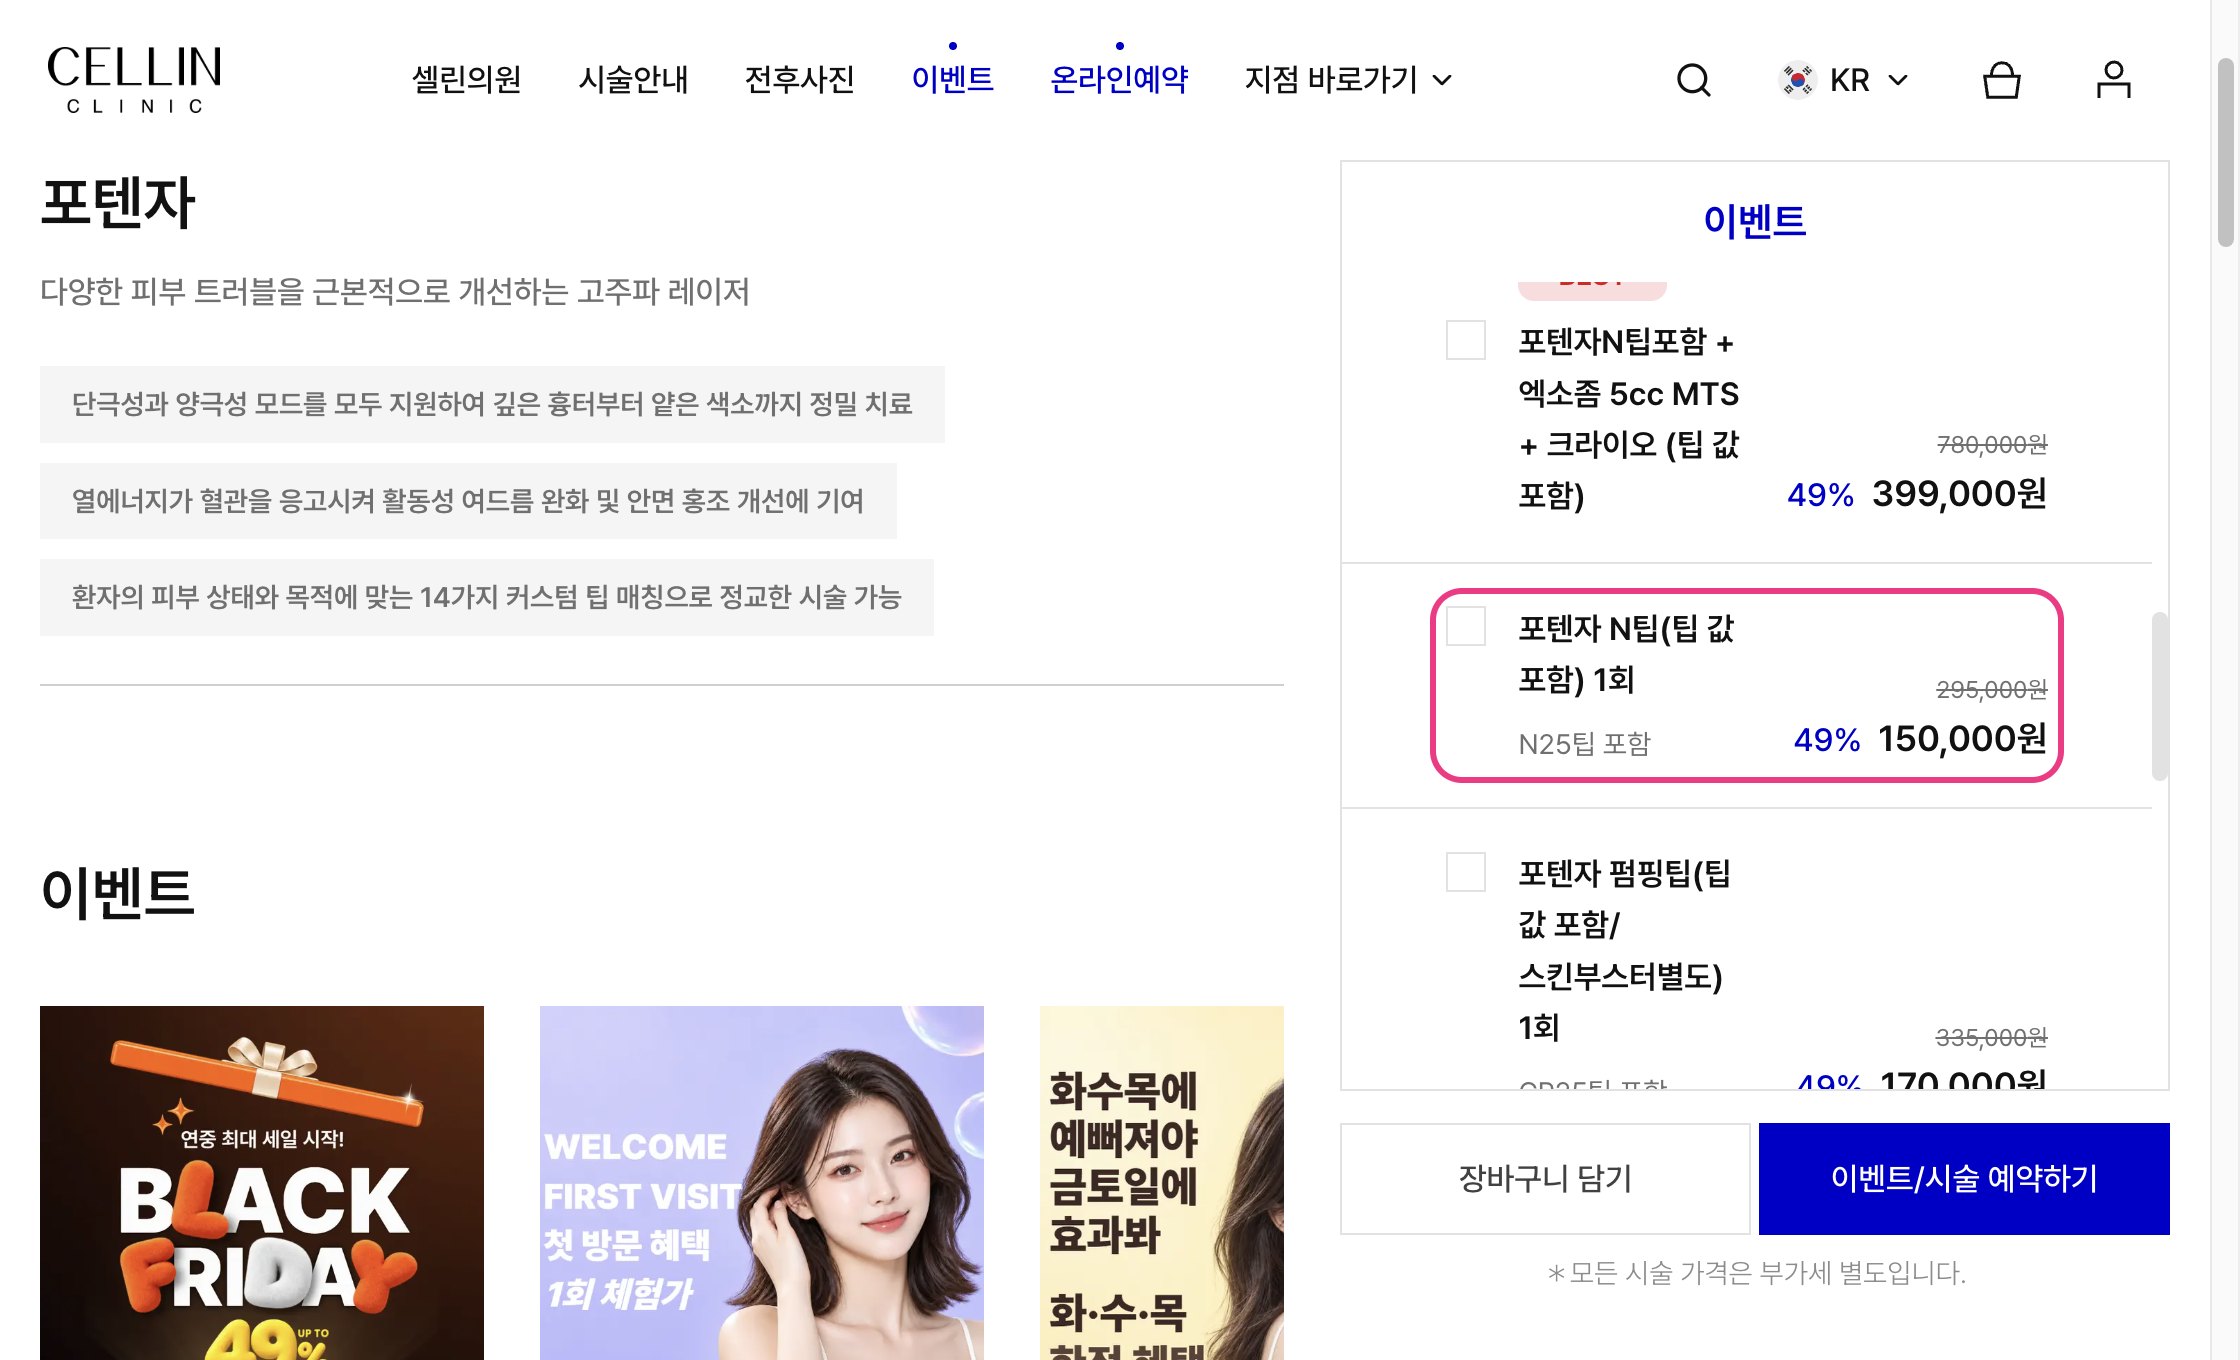 CELLIN
CLINIC
셀린의원
시술안내
전후사진
이벤트
온라인예약
지점 바로가기
KR
포텐자
다양한 피부 트러블을 근본적으로 개선하는 고주파 레이저
단극성과 양극성 모드를 모두 지원하여 깊은 흉터부터 얕은 색소까지 정밀 치료
열에너지가 혈관을 응고시켜 활동성 여드름 완화 및 안면 홍조 개선에 기여
환자의 피부 상태와 목적에 맞는 14가지 커스텀 팁 매칭으로 정교한 시술 가능
이벤트
연중 최대 세일 시작!
BLACK
FRIDAY
UP TO
49%
WELCOME
FIRST VISIT
첫 방문 혜택
1회 체험가
화수목에
예뻐져야
금토일에
효과봐
화·수·목
이벤트
포텐자N팁포함 +
엑소좀 5cc MTS
+ 크라이오 (팁 값
포함)
780,000원
49% 399,000원
포텐자 N팁(팁 값
포함) 1회
295,000원
N25팁 포함
49% 150,000원
포텐자 펌핑팁(팁
값 포함/
스킨부스터별도)
1회
335,000원
49% 170,000원
장바구니 담기
이벤트/시술 예약하기
*모든 시술 가격은 부가세 별도입니다.